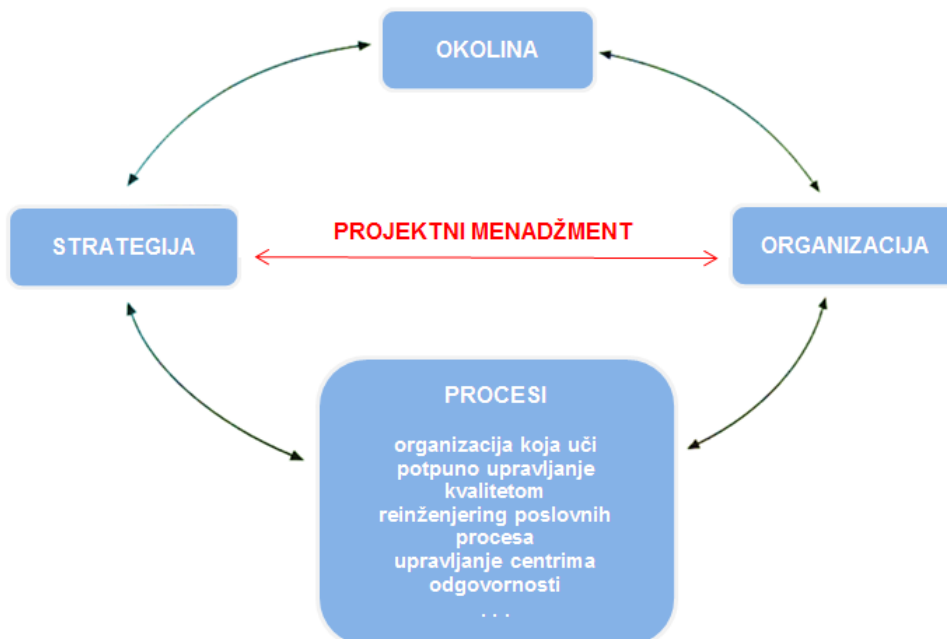 OKOLINA
PROJEKTNI MENADŽMENT
STRATEGIJA
ORGANIZACIJA
PROCESI
organizacija koja uči
potpuno upravljanje
kvalitetom
reinženjering poslovnih
procesa
upravljanje centrima
odgovornosti
. . .